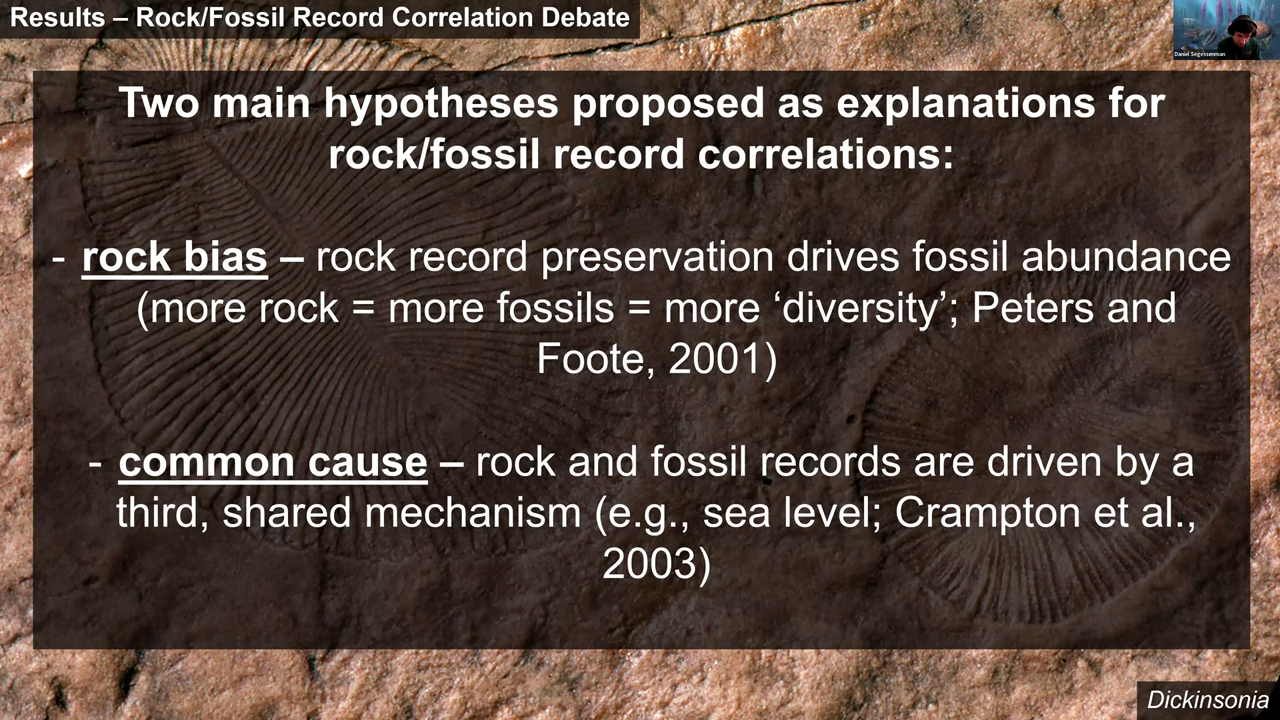 Results – Rock/Fossil Record Correlation Debate
Daniel Segessenman
Two main hypotheses proposed as explanations for
rock/fossil record correlations:
- rock bias – rock record preservation drives fossil abundance
(more rock = more fossils = more ‘diversity’; Peters and
Foote, 2001)
- common cause – rock and fossil records are driven by a
third, shared mechanism (e.g., sea level; Crampton et al.,
2003)
Dickinsonia